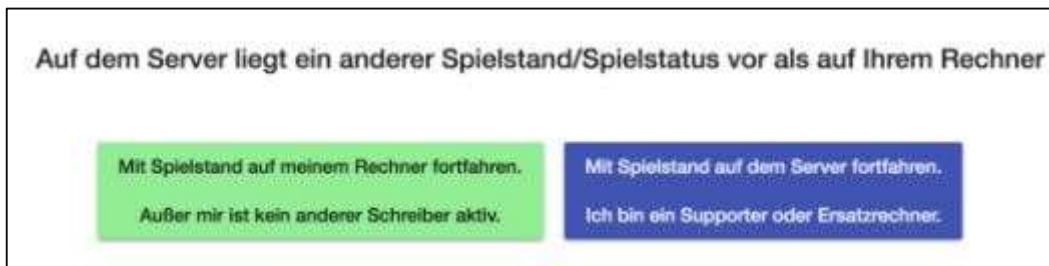 Auf dem Server liegt ein anderer Spielstand/Spielstatus vor als auf Ihrem Rechner
Mit Spielstand auf meinem Rechner fortfahren.
Außer mir ist kein anderer Schreiber aktiv.
Mit Spielstand auf dem Server fortfahren.
Ich bin ein Supporter oder Ersatzrechner.